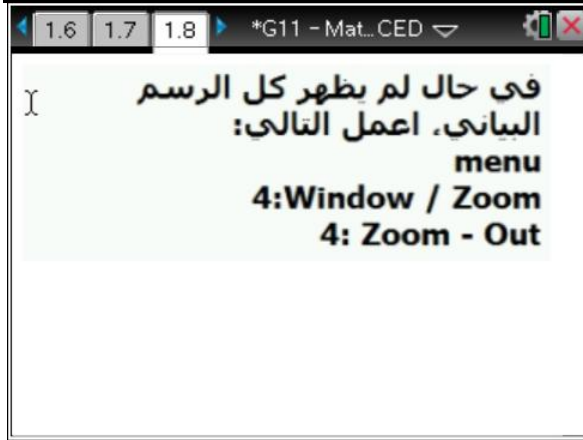 1.6 1.7 1.8 *G11 – Mat…CED
في حال لم يظهر كل الرسم
البياني، اعمل التالي:
menu
4:Window / Zoom
4: Zoom - Out